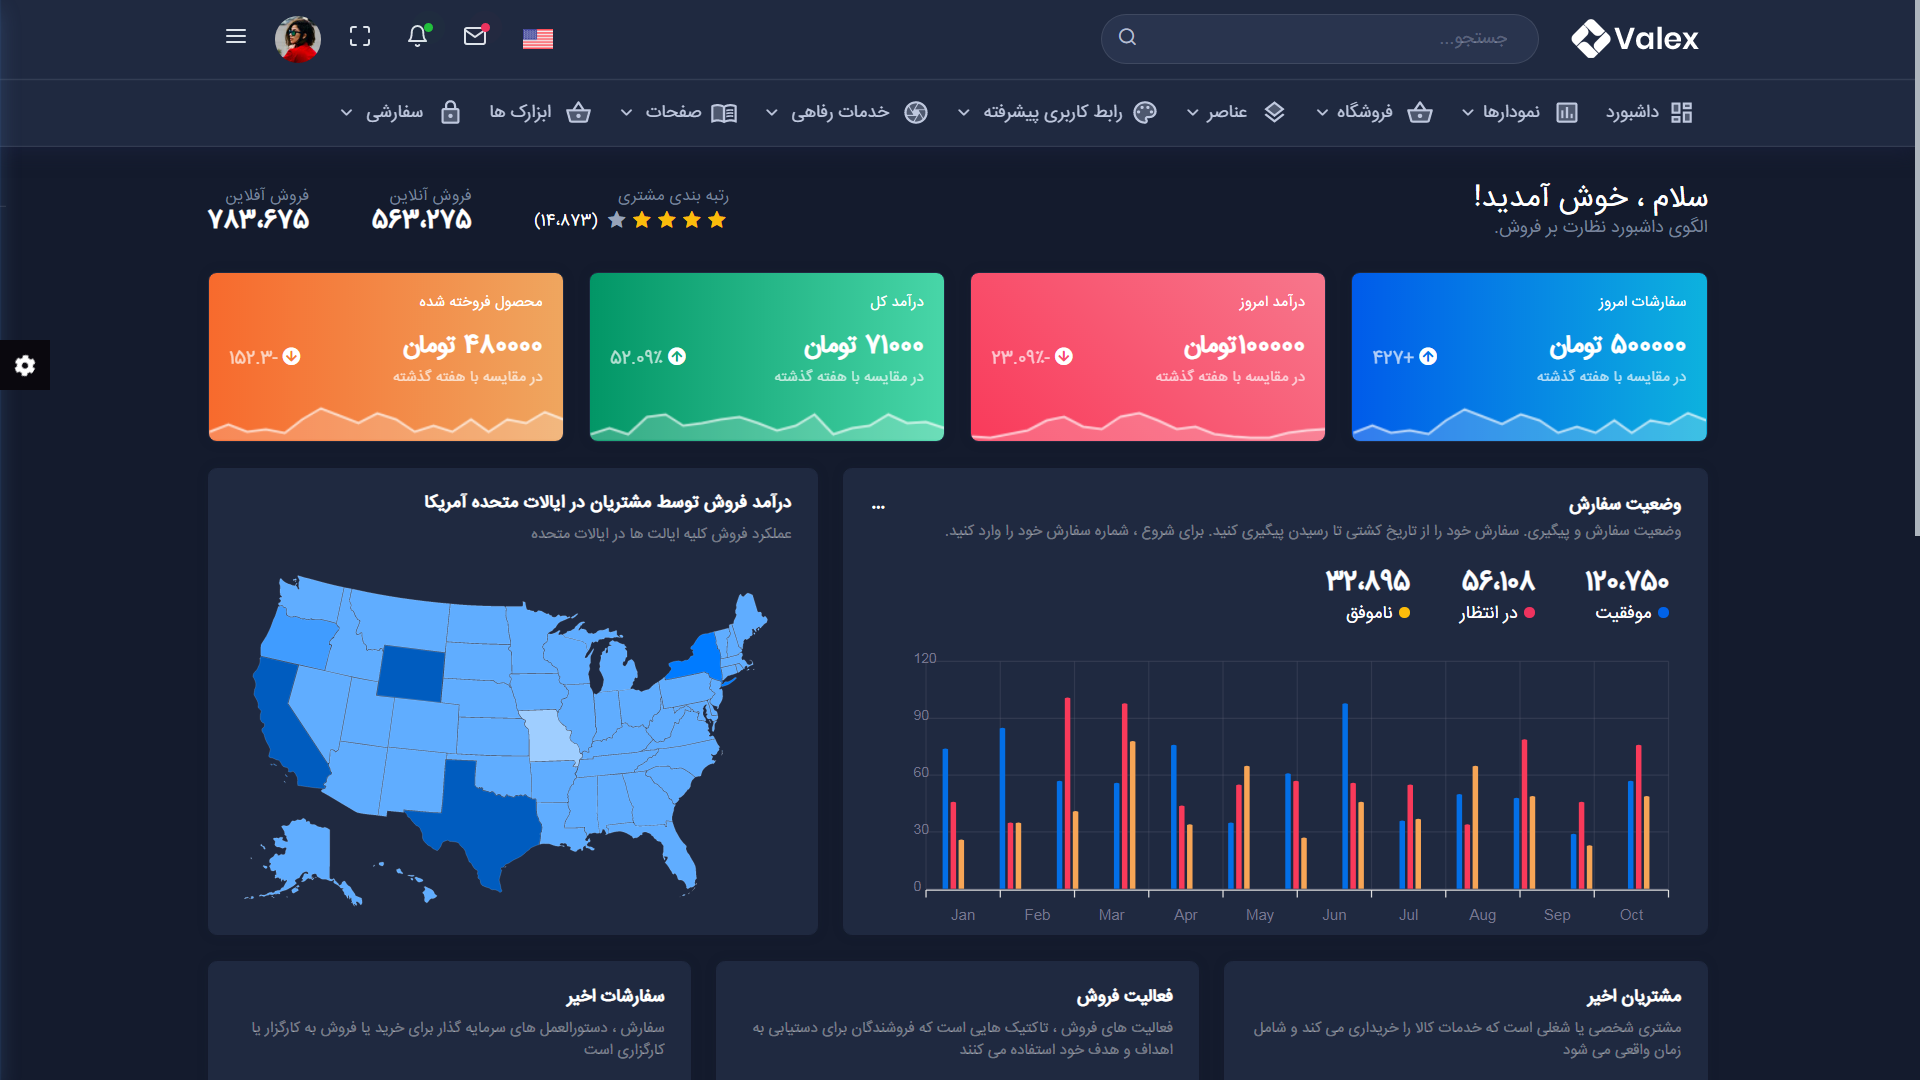 Valex
جستجو...
داشبورد
نمودارها
فروشگاه
عناصر
رابط کاربری پیشرفته
خدمات رفاهی
صفحات
ابزارک ها
سفارشی
سلام ، خوش آمدید!
الگوی داشبورد نظارت بر فروش.
رتبه بندی مشتری
(۱۴،۸۷۳)
فروش آنلاین
۵۶۳،۲۷۵
فروش آفلاین
۷۸۳،۶۷۵
سفارشات امروز
۵۰۰۰۰۰ تومان
در مقایسه با هفته گذشته
+۴۲۷
درآمد امروز
۱۰۰۰۰۰تومان
در مقایسه با هفته گذشته
-۲۳.۰۹٪
درآمد کل
۷۱۰۰۰ تومان
در مقایسه با هفته گذشته
۵۲.۰۹٪
محصول فروخته شده
۴۸۰۰۰۰ تومان
در مقایسه با هفته گذشته
-۱۵۲.۳
وضعیت سفارش
وضعیت سفارش و پیگیری. سفارش خود را از تاریخ کشتی تا رسیدن پیگیری کنید. برای شروع ، شماره سفارش خود را وارد کنید.
۱۲۰،۷۵۰
موفقیت
۵۶،۱۰۸
در انتظار
۳۲،۸۹۵
ناموفق
120
90
60
30
0
Jan Feb Mar Apr May Jun Jul Aug Sep Oct
درآمد فروش توسط مشتریان در ایالات متحده آمریکا
عملکرد فروش کلیه ایالت ها در ایالات متحده
مشتریان اخیر
مشتری شخصی یا شغلی است که خدمات کالا را خریداری می کند و شامل
زمان واقعی می شود
فعالیت فروش
فعالیت های فروش ، تاکتیک هایی است که فروشندگان برای دستیابی به
اهداف و هدف خود استفاده می کنند
سفارشات اخیر
سفارش ، دستورالعمل های سرمایه گذار برای خرید یا فروش به کارگزار یا
کارگزاری است